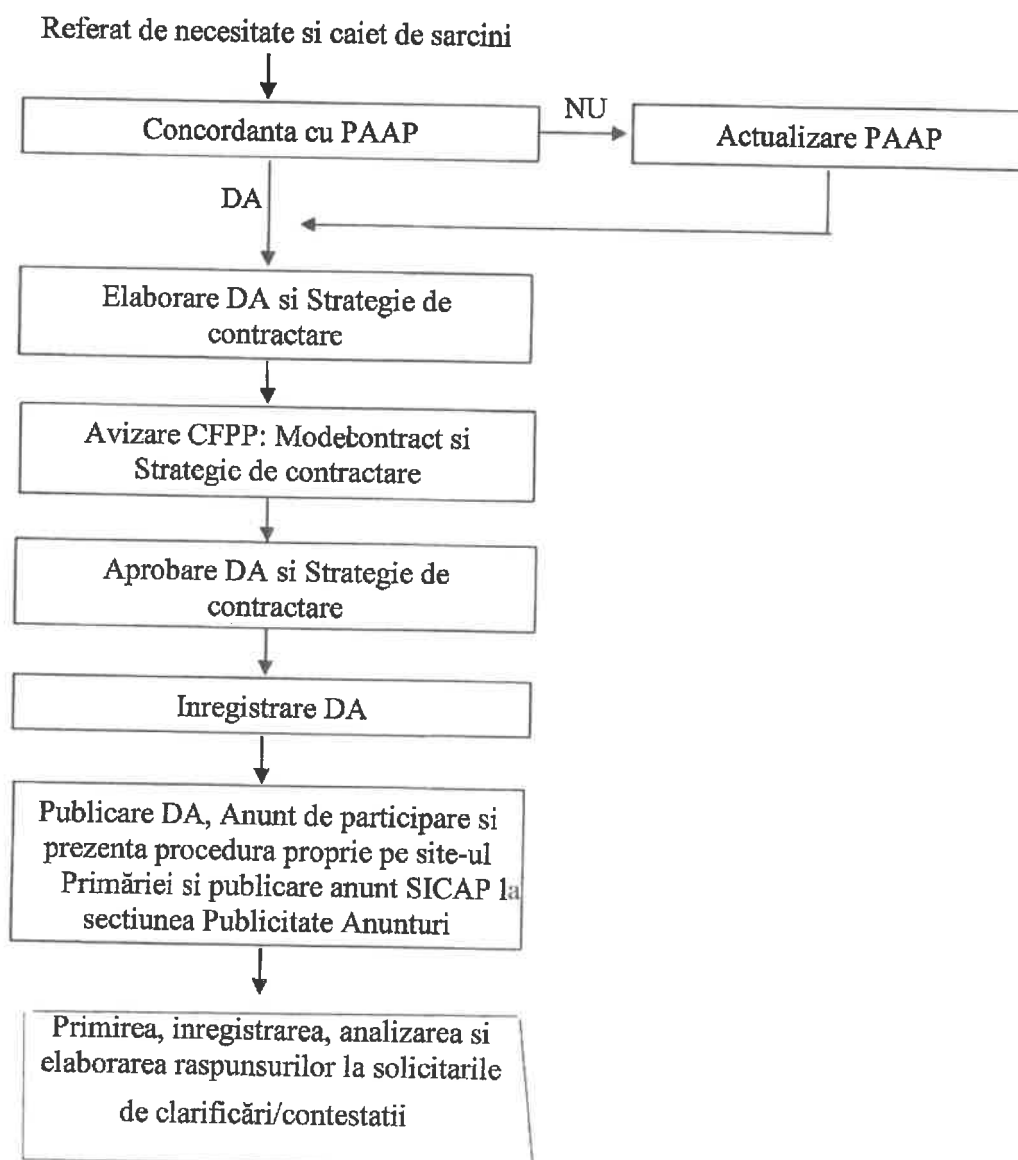 Referat de necesitate si caiet de sarcini
Concordanta cu PAAP
NU
Actualizare PAAP
DA
Elaborare DA si Strategie de
contractare
Avizare CFPP: Modelcontract si
Strategie de contractare
Aprobare DA si Strategie de
contractare
Inregistrare DA
Publicare DA, Anunt de participare si
prezenta procedura proprie pe site-ul
Primăriei si publicare anunt SICAP la
sectiunea Publicitate Anunturi
Primirea, inregistrarea, analizarea si
elaborarea raspunsurilor la solicitarile
de clarificări/contestatii